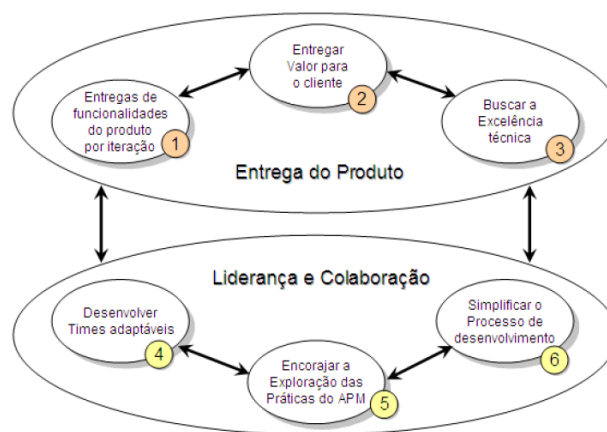 Entregar
Valor para
o cliente
2
Entregas de
funcionalidades
do produto
por iteração
1
Buscar a
Excelência
técnica
3
Entrega do Produto
Liderança e Colaboração
Desenvolver
Times adaptáveis
4
Encorajar a
Exploração das
Práticas do APM
5
Simplificar o
Processo de
desenvolvimento
6